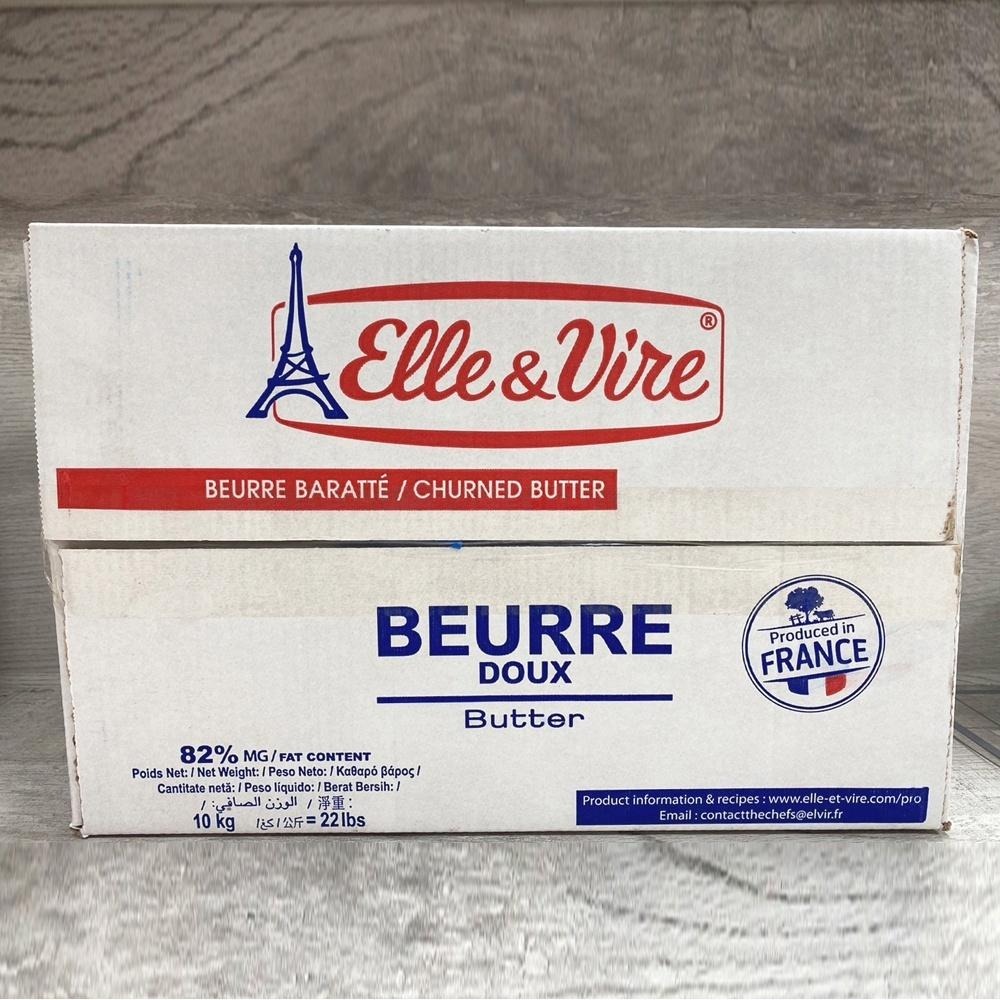 Elle & Vire®
BEURRE BARATTÉ / CHURNED BUTTER
BEURRE
DOUX
Butter
Produced in
FRANCE
82% MG / FAT CONTENT
Poids Net: / Net Weight: / Peso Neto: / Καθαρό βάρος /
Cantitate netă: / Peso líquido: / Berat Bersih: /
الوزن الصافي: / 淨重: /
10 kg / كغ / 公斤 = 22 lbs
Product information & recipes : www.elle-et-vire.com/pro
Email : contactthechefs@elvir.fr